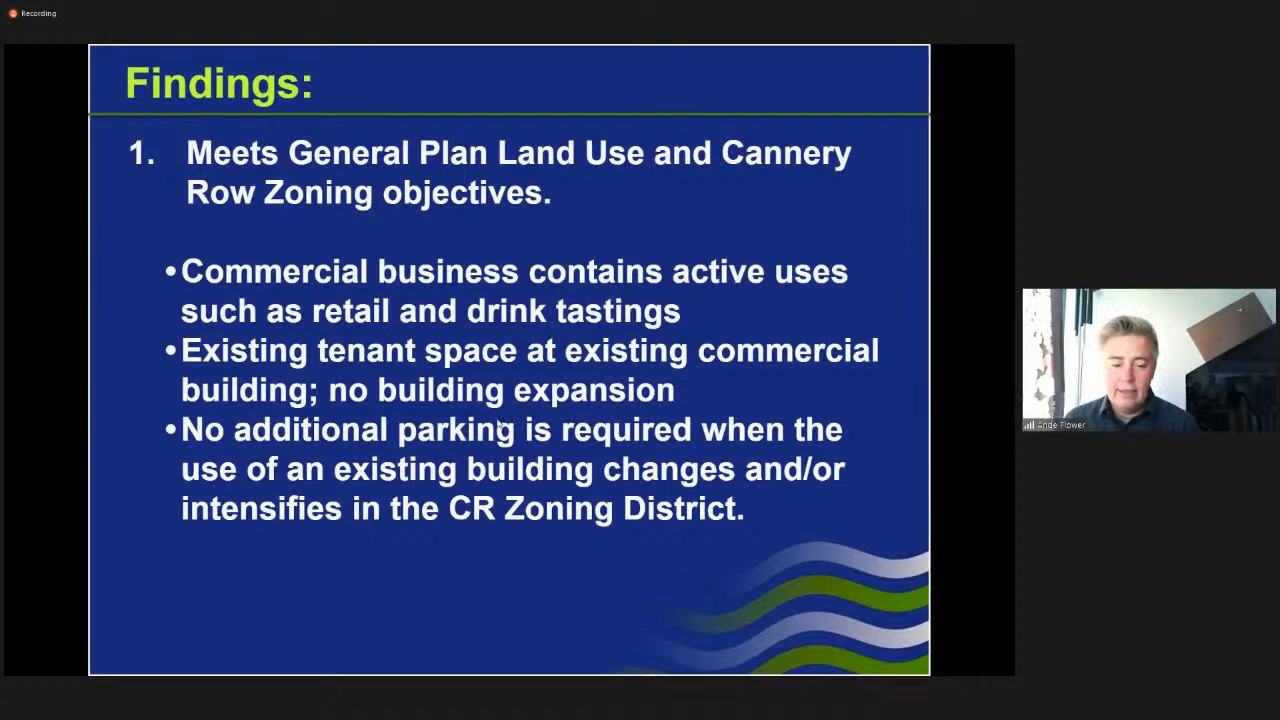 Recording
Findings:
1. Meets General Plan Land Use and Cannery
Row Zoning objectives.
•Commercial business contains active uses
such as retail and drink tastings
•Existing tenant space at existing commercial
building; no building expansion
•No additional parking is required when the
use of an existing building changes and/or
intensifies in the CR Zoning District.
Ande Flower